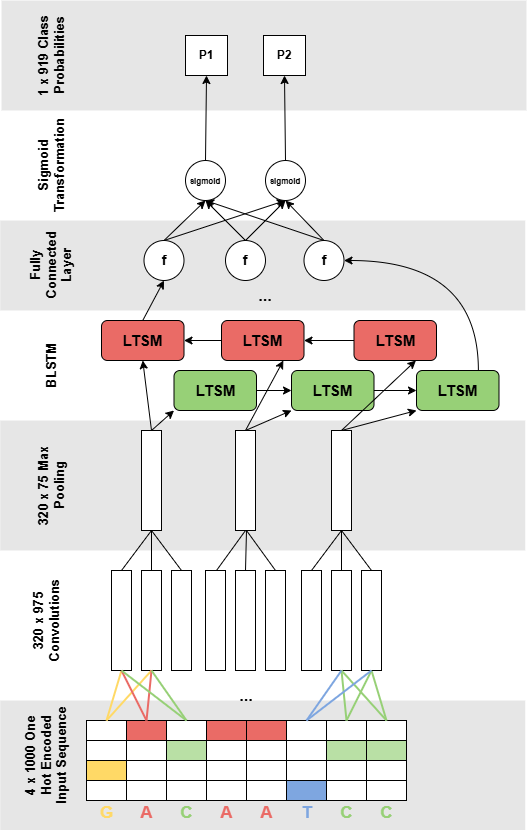 1 x 919 Class
Probabilities
P1
P2
Sigmoid
Transformation
sigmoid
sigmoid
Fully
Connected
Layer
f
f
f
...
BLSTM
LTSM
LTSM
LTSM
LTSM
LTSM
LTSM
320 x 75 Max
Pooling
320 x 975
Convolutions
...
4 x 1000 One
Hot Encoded
Input Sequence
G A C A A T C C